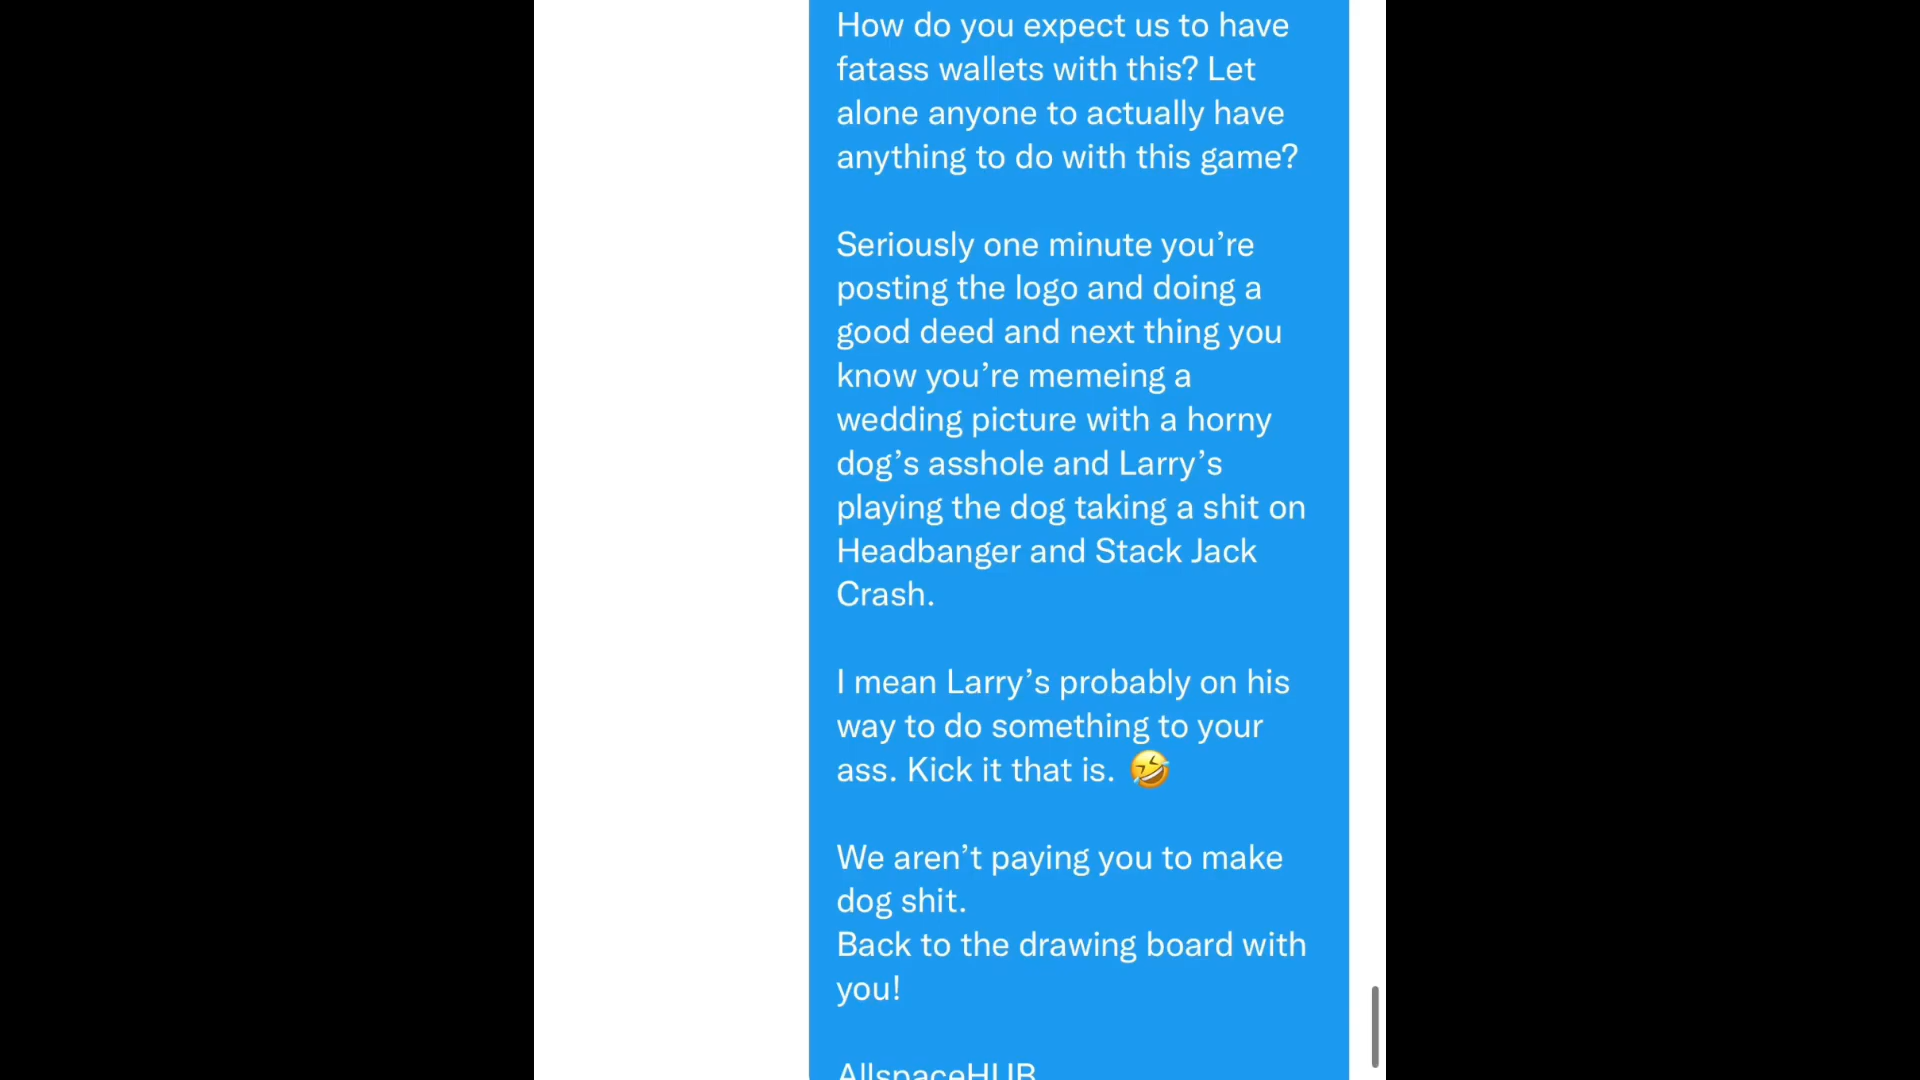 How do you expect us to have
fatass wallets with this? Let
alone anyone to actually have
anything to do with this game?
Seriously one minute you’re
posting the logo and doing a
good deed and next thing you
know you’re memeing a
wedding picture with a horny
dog’s asshole and Larry’s
playing the dog taking a shit on
Headbanger and Stack Jack
Crash.
I mean Larry’s probably on his
way to do something to your
ass. Kick it that is. 🤣
We aren’t paying you to make
dog shit.
Back to the drawing board with
you!
AllspaceHUB